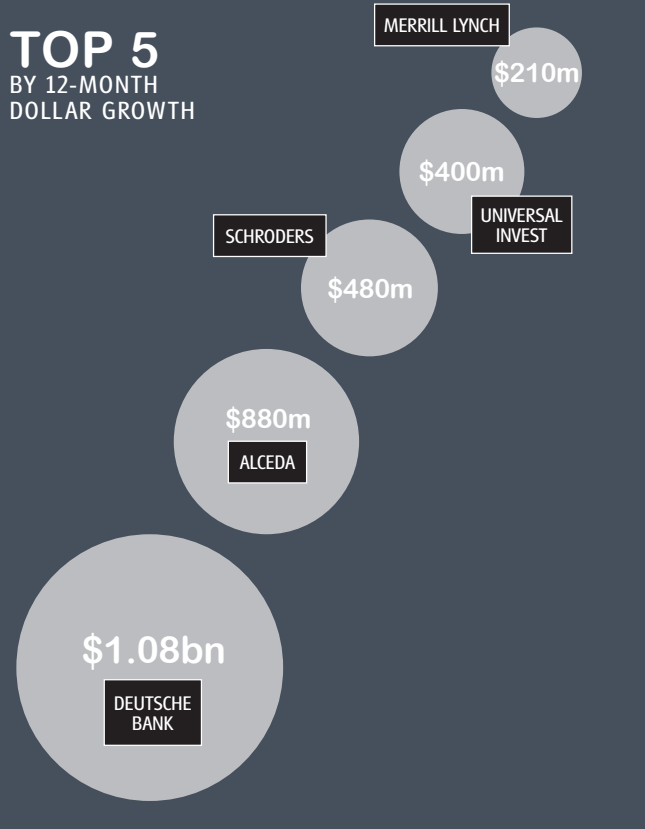 TOP 5
BY 12-MONTH
DOLLAR GROWTH
MERRILL LYNCH
$210m
$400m
UNIVERSAL
INVEST
SCHRODERS
$480m
$880m
ALCEDA
$1.08bn
DEUTSCHE
BANK